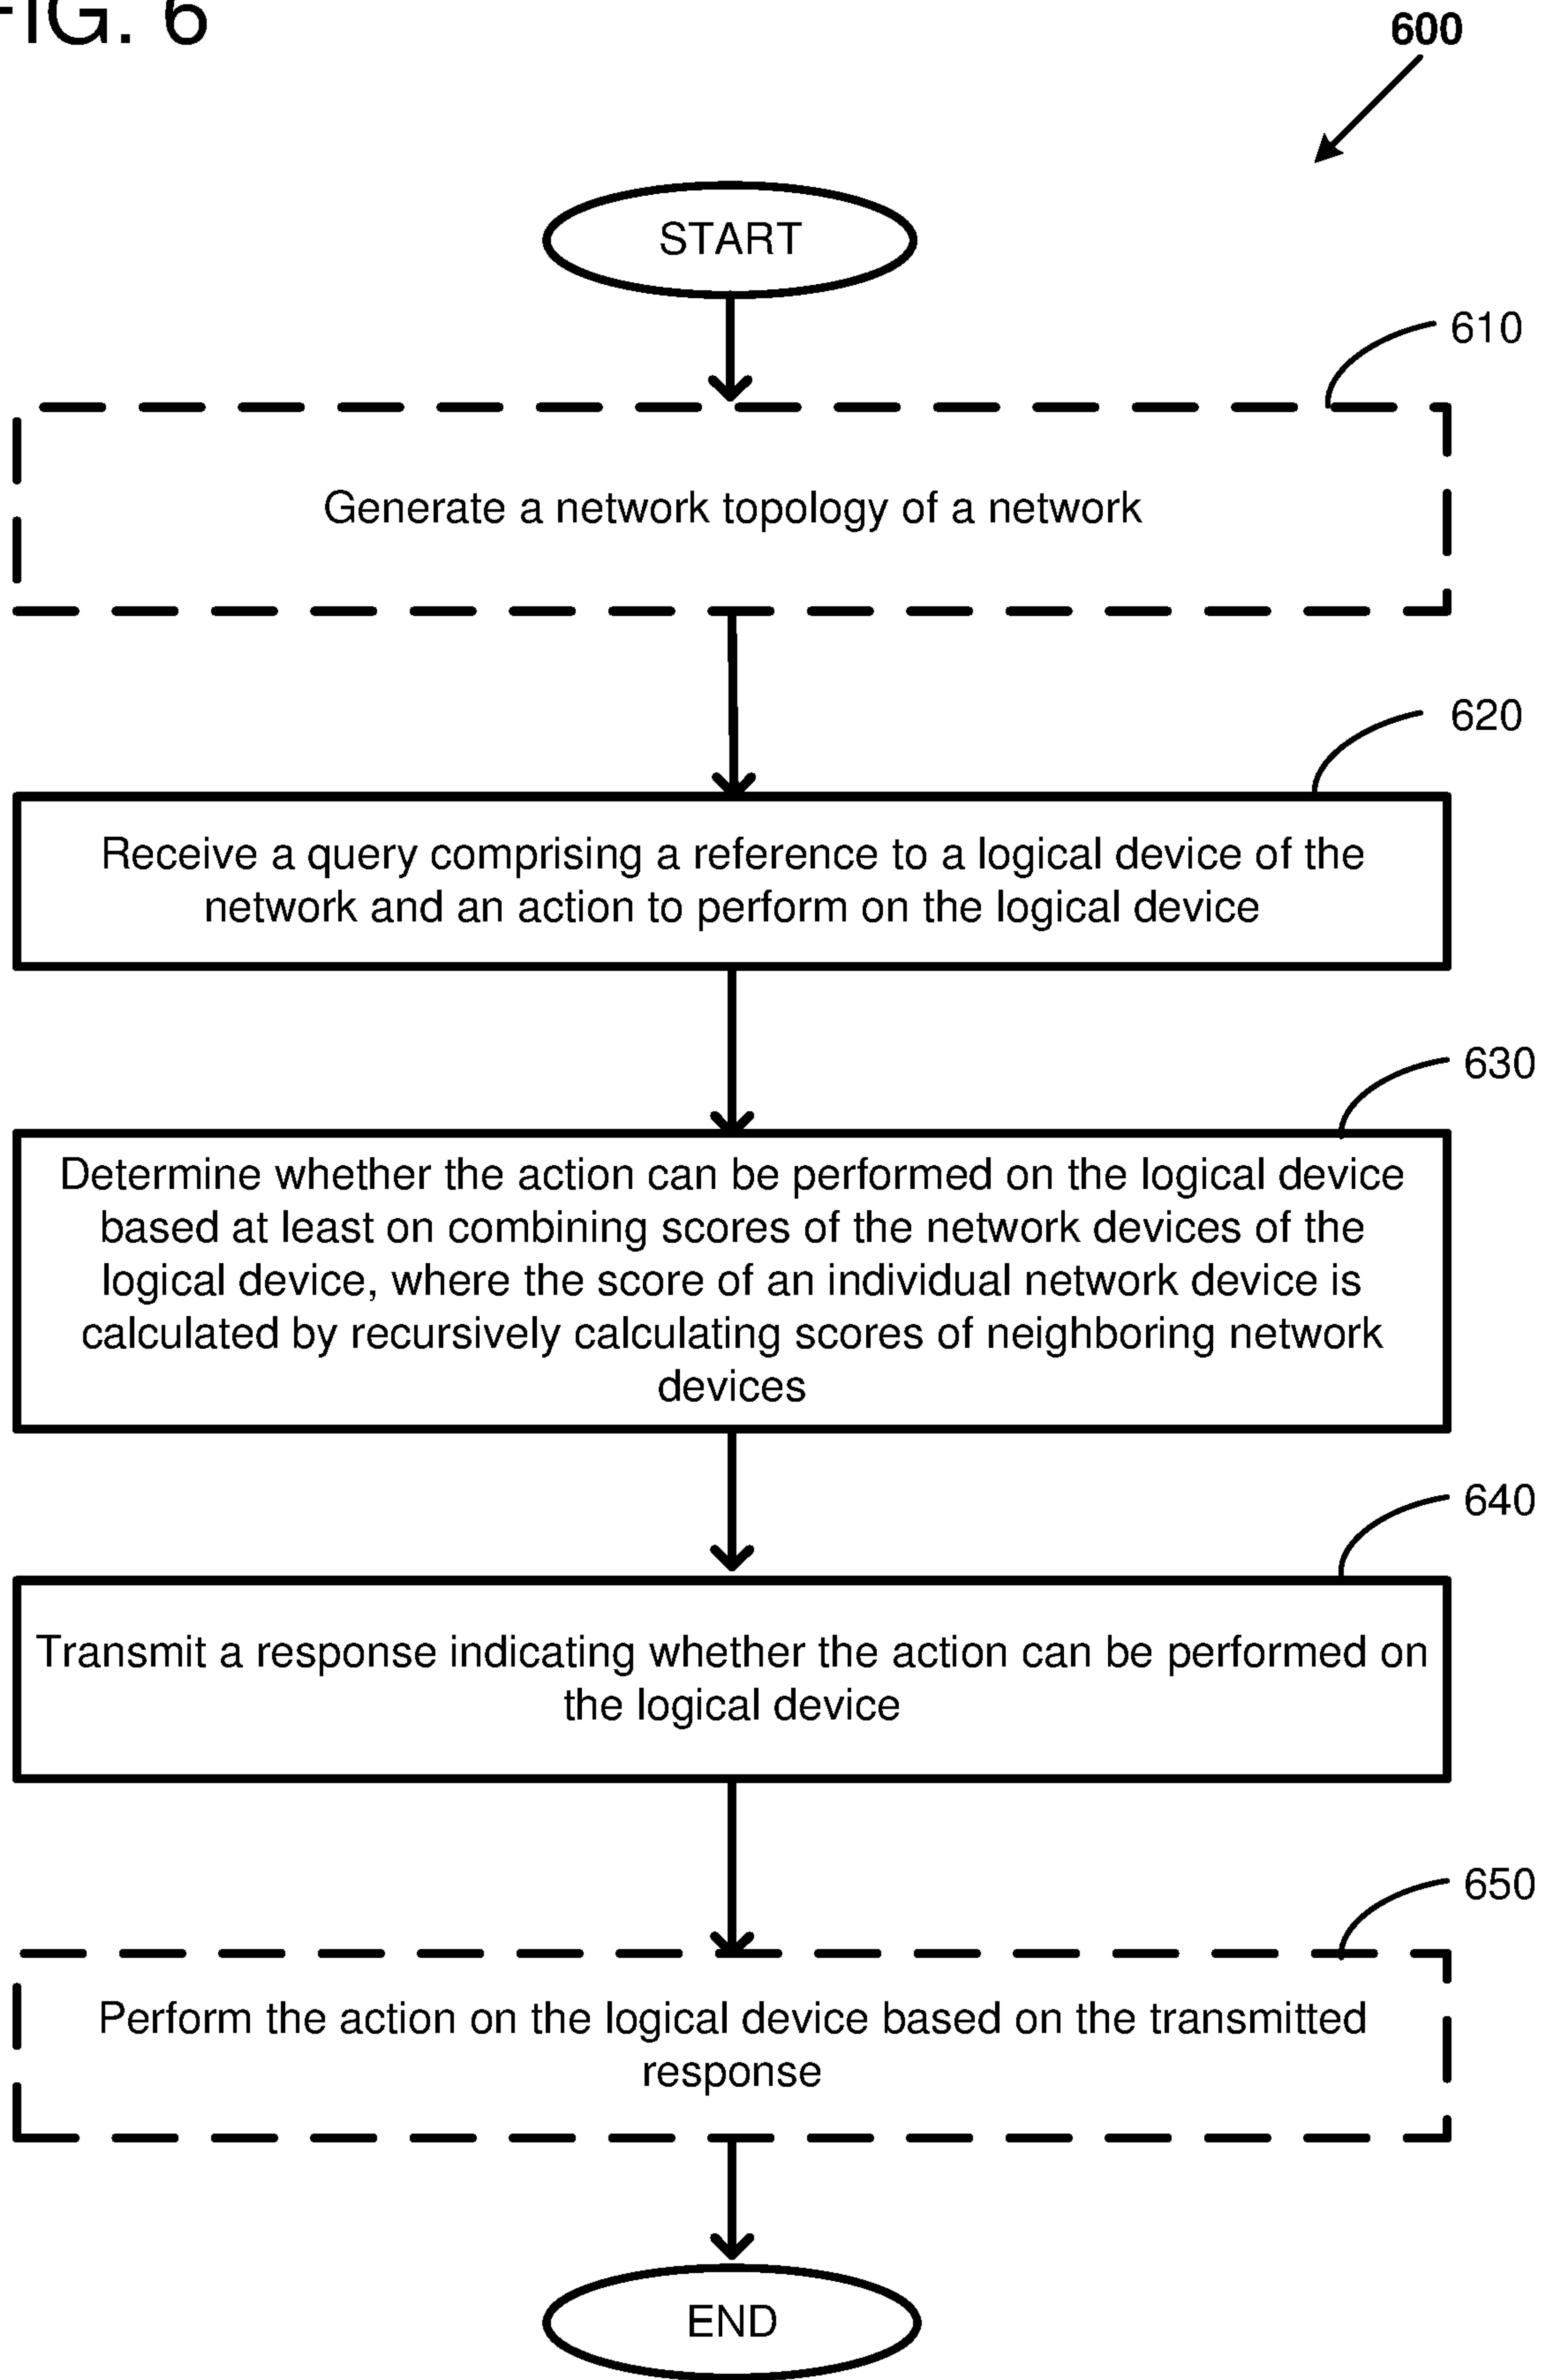 FIG. 6
600
START
610
Generate a network topology of a network
620
Receive a query comprising a reference to a logical device of the
network and an action to perform on the logical device
630
Determine whether the action can be performed on the logical device
based at least on combining scores of the network devices of the
logical device, where the score of an individual network device is
calculated by recursively calculating scores of neighboring network
devices
640
Transmit a response indicating whether the action can be performed on
the logical device
650
Perform the action on the logical device based on the transmitted
response
END